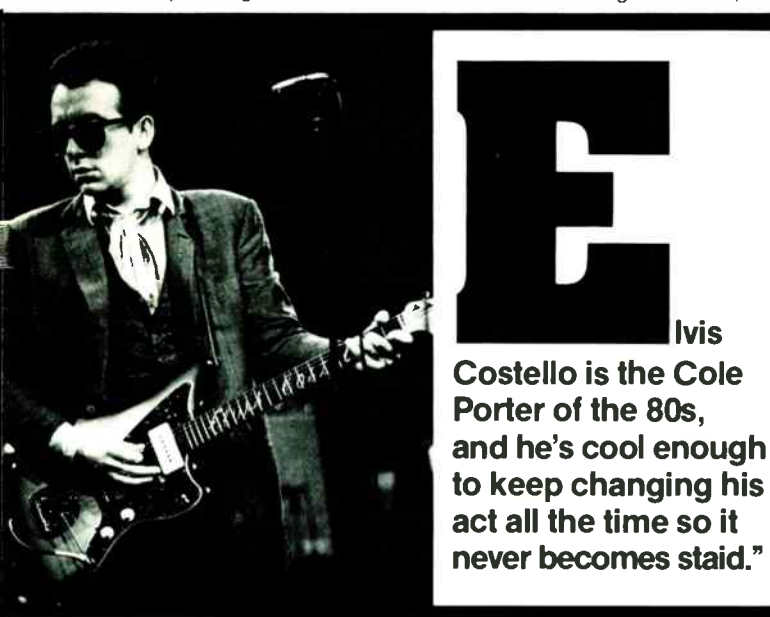 Elvis
Costello is the Cole
Porter of the 80s,
and he's cool enough
to keep changing his
act all the time so it
never becomes staid."